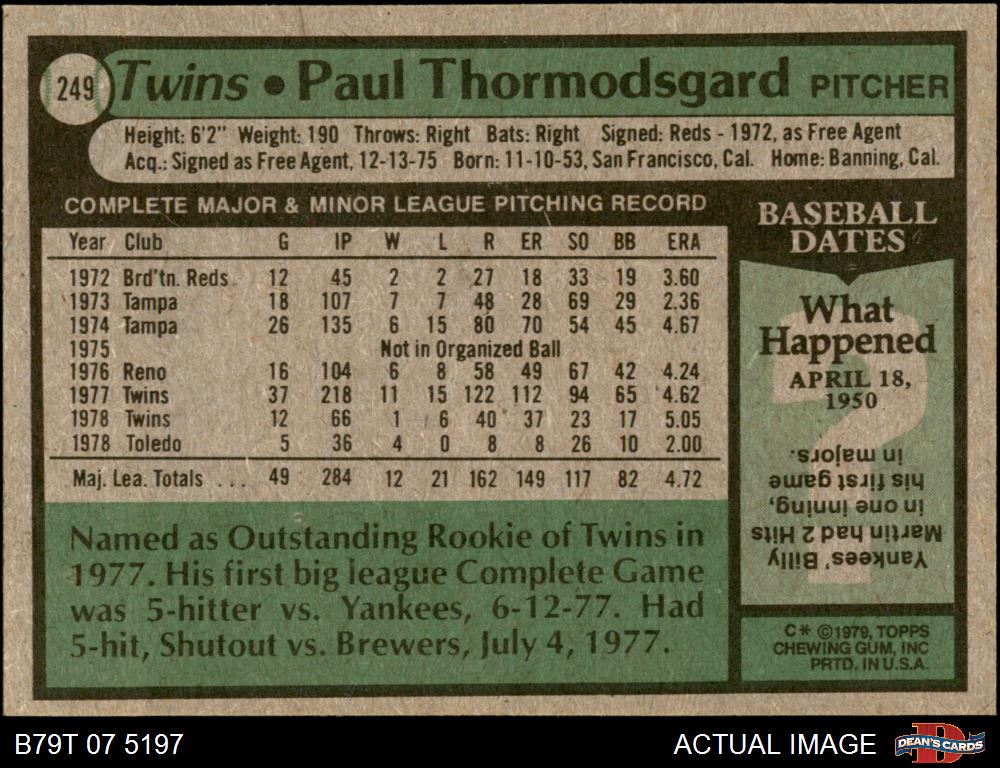 249 Twins • Paul Thormodsgard PITCHER
Height: 6'2" Weight: 190 Throws: Right Bats: Right Signed: Reds - 1972, as Free Agent
Acq.: Signed as Free Agent, 12-13-75 Born: 11-10-53, San Francisco, Cal. Home: Banning, Cal.
COMPLETE MAJOR & MINOR LEAGUE PITCHING RECORD
Year Club G IP W L R ER SO BB ERA
1972 Brd'tn. Reds 12 45 2 2 27 18 33 19 3.60
1973 Tampa 18 107 7 7 48 28 69 29 2.36
1974 Tampa 26 135 6 15 80 70 54 45 4.67
1975 Not in Organized Ball
1976 Reno 16 104 6 8 58 49 67 42 4.24
1977 Twins 37 218 11 15 122 112 94 65 4.62
1978 Twins 12 66 1 6 40 37 23 17 5.05
1978 Toledo 5 36 4 0 8 8 26 10 2.00
Maj. Lea. Totals ... 49 284 12 21 162 149 117 82 4.72
Named as Outstanding Rookie of Twins in
1977. His first big league Complete Game
was 5-hitter vs. Yankees, 6-12-77. Had
5-hit, Shutout vs. Brewers, July 4, 1977.
BASEBALL
DATES
What
Happened
APRIL 18,
1950
Yankees' Billy
Martin had 2 Hits
in one inning,
his first game
in majors.
C* ©1979, TOPPS
CHEWING GUM, INC
PRTD. IN U.S.A.
B79T 07 5197
ACTUAL IMAGE
DEAN'S CARDS